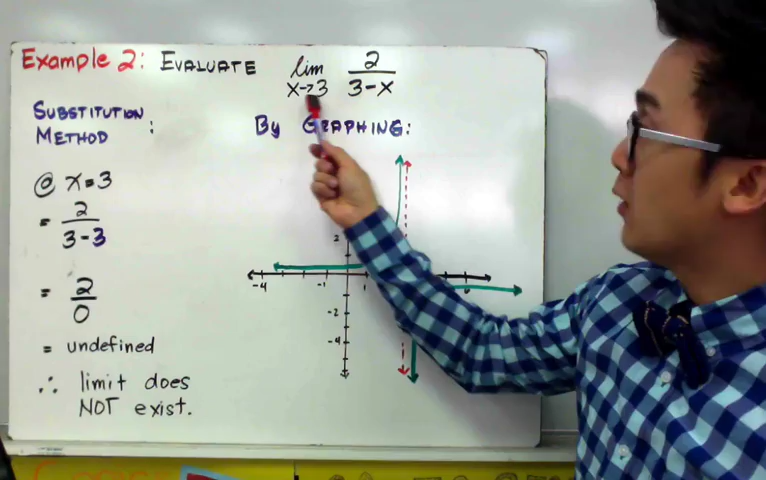 Example 2: EVALUATE lim x→3 2/(3-x)
SUBSTITUTION
METHOD :
By GRAPHING:
@ x=3
= 2/(3-3)
= 2/0
= undefined
∴ limit does
NOT exist.
2
-4 -1 1 6
-2
-4